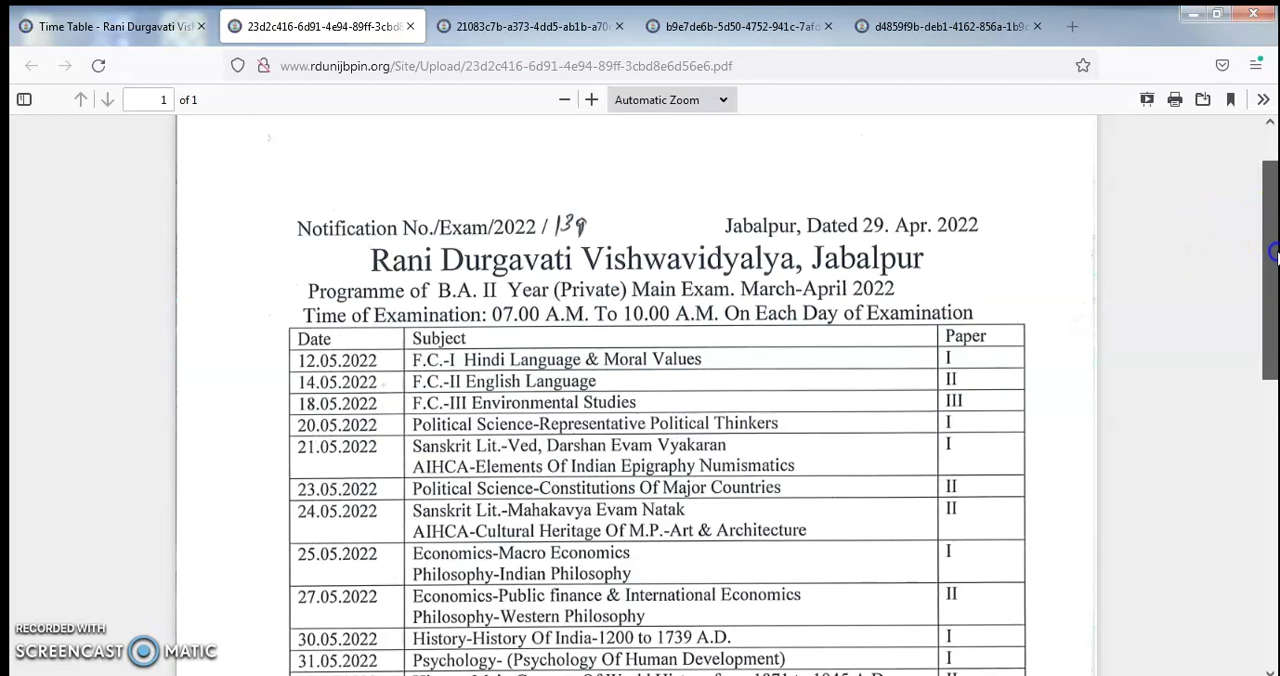 Time Table - Rani Durgavati Vis
23d2c416-6d91-4e94-89ff-3cbd8
21083c7b-a373-4dd5-ab1b-a70
b9e7de6b-5d50-4752-941c-7afd
d4859f9b-deb1-4162-856a-1b9
www.rdunijbpin.org/Site/Upload/23d2c416-6d91-4e94-89ff-3cbd8e6d56e6.pdf
1 of 1
Automatic Zoom
Notification No./Exam/2022 / 139 Jabalpur, Dated 29. Apr. 2022
Rani Durgavati Vishwavidyalya, Jabalpur
Programme of B.A. II Year (Private) Main Exam. March-April 2022
Time of Examination: 07.00 A.M. To 10.00 A.M. On Each Day of Examination
Date Subject Paper
12.05.2022 F.C.-I Hindi Language & Moral Values I
14.05.2022 F.C.-II English Language II
18.05.2022 F.C.-III Environmental Studies III
20.05.2022 Political Science-Representative Political Thinkers I
21.05.2022 Sanskrit Lit.-Ved, Darshan Evam Vyakaran I
AIHCA-Elements Of Indian Epigraphy Numismatics
23.05.2022 Political Science-Constitutions Of Major Countries II
24.05.2022 Sanskrit Lit.-Mahakavya Evam Natak II
AIHCA-Cultural Heritage Of M.P.-Art & Architecture
25.05.2022 Economics-Macro Economics I
Philosophy-Indian Philosophy
27.05.2022 Economics-Public finance & International Economics II
Philosophy-Western Philosophy
30.05.2022 History-History Of India-1200 to 1739 A.D. I
31.05.2022 Psychology- (Psychology Of Human Development) I
RECORDED WITH
SCREENCAST MATIC